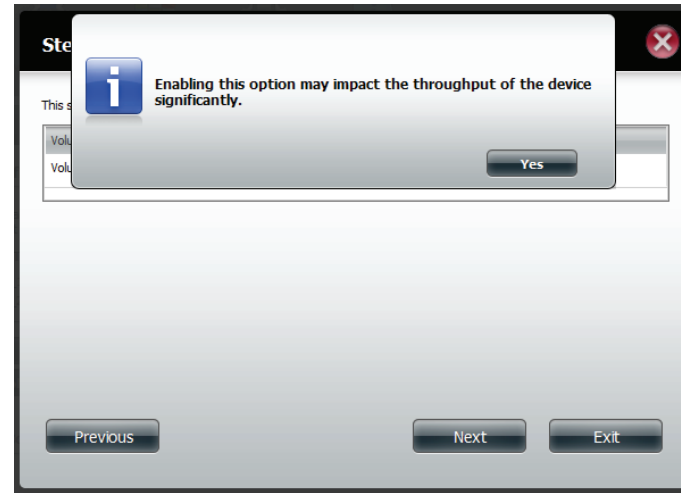 Ste
Enabling this option may impact the throughput of the device
significantly.
This s
Volu
Volu
Yes
Previous
Next
Exit